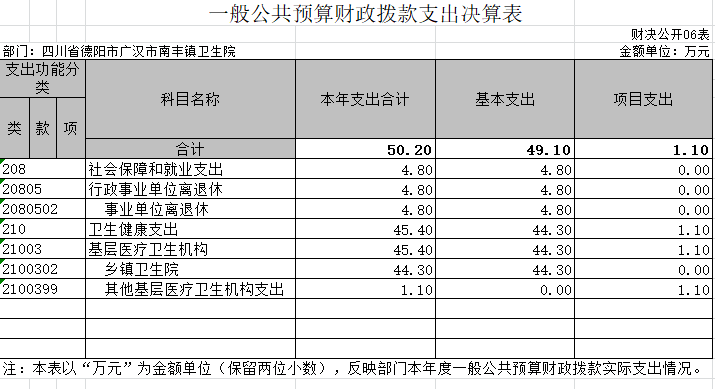 一般公共预算财政拨款支出决算表
财决公开06表
部门：四川省德阳市广汉市南丰镇卫生院 金额单位：万元
支出功能分类 科目名称 本年支出合计 基本支出 项目支出
类 款 项
合计 50.20 49.10 1.10
208 社会保障和就业支出 4.80 4.80 0.00
20805 行政事业单位离退休 4.80 4.80 0.00
2080502 事业单位离退休 4.80 4.80 0.00
210 卫生健康支出 45.40 44.30 1.10
21003 基层医疗卫生机构 45.40 44.30 1.10
2100302 乡镇卫生院 44.30 44.30 0.00
2100399 其他基层医疗卫生机构支出 1.10 0.00 1.10
注：本表以“万元”为金额单位（保留两位小数），反映部门本年度一般公共预算财政拨款实际支出情况。